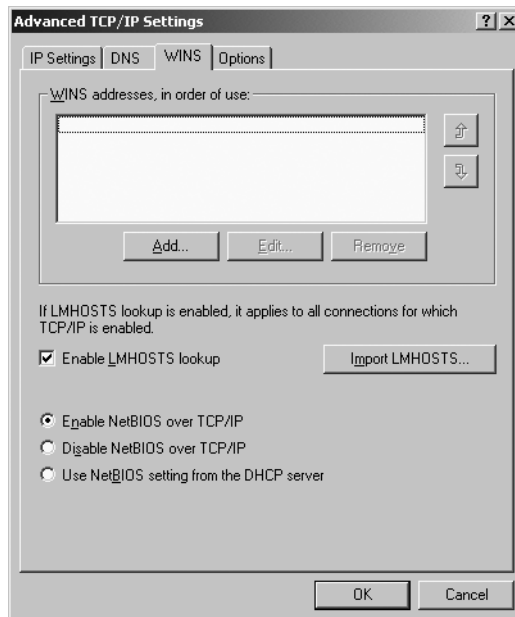 Advanced TCP/IP Settings ? X
IP Settings DNS WINS Options
WINS addresses, in order of use:
Add... Edit... Remove
If LMHOSTS lookup is enabled, it applies to all connections for which
TCP/IP is enabled.
Enable LMHOSTS lookup Import LMHOSTS...
Enable NetBIOS over TCP/IP
Disable NetBIOS over TCP/IP
Use NetBIOS setting from the DHCP server
OK Cancel